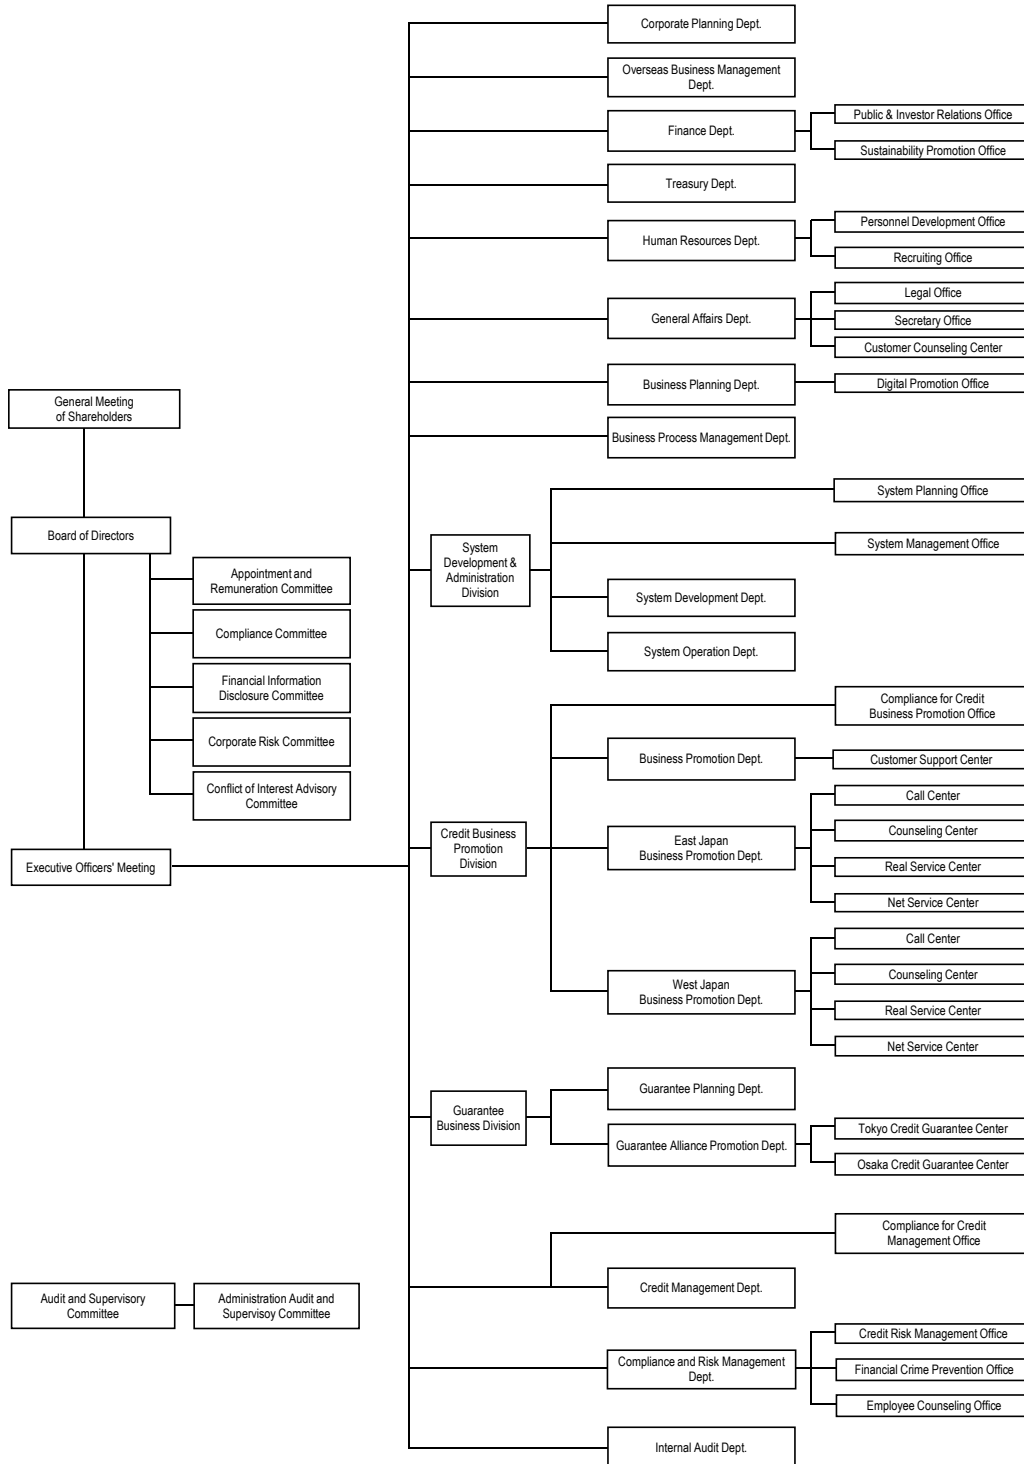 Corporate Planning Dept.
Overseas Business Management
Dept.
Finance Dept.
Public & Investor Relations Office
Sustainability Promotion Office
Treasury Dept.
Human Resources Dept.
Personnel Development Office
Recruiting Office
General Affairs Dept.
Legal Office
Secretary Office
Customer Counseling Center
Business Planning Dept.
Digital Promotion Office
Business Process Management Dept.
General Meeting
of Shareholders
Board of Directors
Appointment and
Remuneration Committee
Compliance Committee
Financial Information
Disclosure Committee
Corporate Risk Committee
Conflict of Interest Advisory
Committee
Executive Officers' Meeting
System
Development &
Administration
Division
System Planning Office
System Management Office
System Development Dept.
System Operation Dept.
Credit Business
Promotion
Division
Compliance for Credit
Business Promotion Office
Business Promotion Dept.
Customer Support Center
East Japan
Business Promotion Dept.
Call Center
Counseling Center
Real Service Center
Net Service Center
West Japan
Business Promotion Dept.
Call Center
Counseling Center
Real Service Center
Net Service Center
Guarantee
Business Division
Guarantee Planning Dept.
Guarantee Alliance Promotion Dept.
Tokyo Credit Guarantee Center
Osaka Credit Guarantee Center
Compliance for Credit
Management Office
Credit Management Dept.
Audit and Supervisory
Committee
Administration Audit and
Supervisoy Committee
Compliance and Risk Management
Dept.
Credit Risk Management Office
Financial Crime Prevention Office
Employee Counseling Office
Internal Audit Dept.